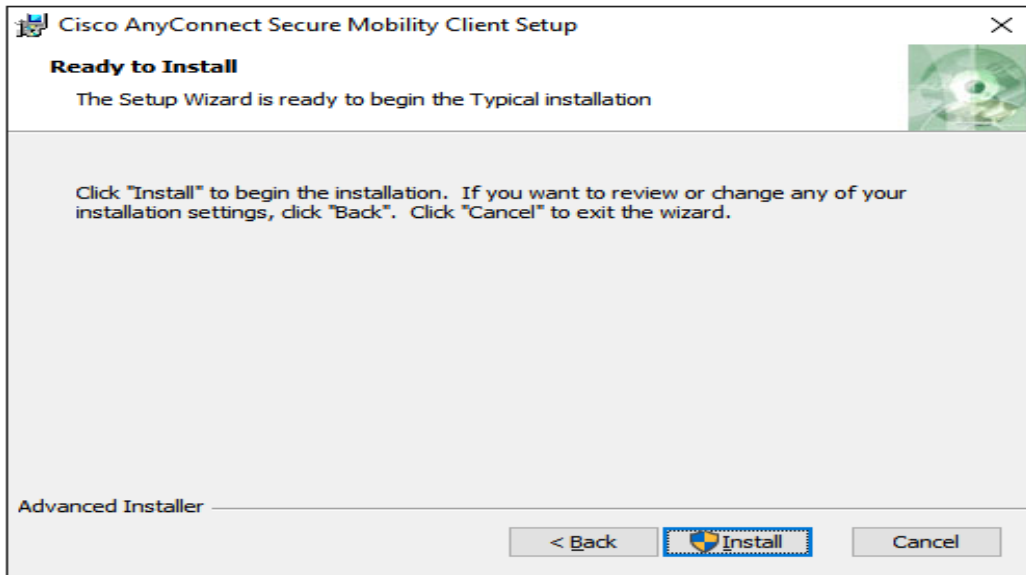 Cisco AnyConnect Secure Mobility Client Setup
Ready to Install
The Setup Wizard is ready to begin the Typical installation
Click "Install" to begin the installation.  If you want to review or change any of your
installation settings, click "Back".  Click "Cancel" to exit the wizard.
Advanced Installer
< Back
Install
Cancel